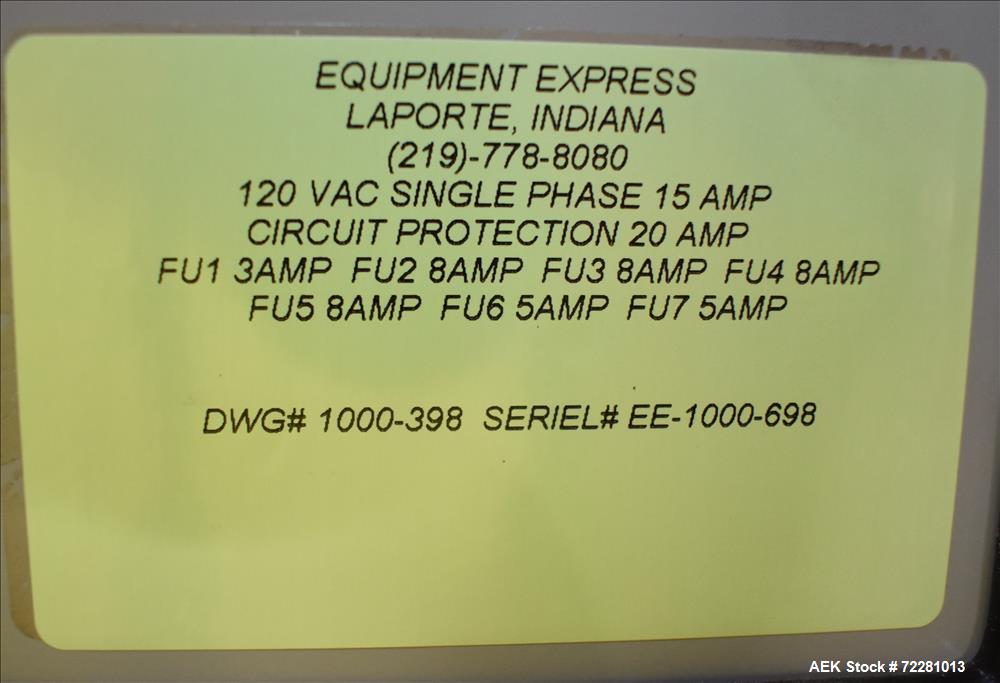 EQUIPMENT EXPRESS
LAPORTE, INDIANA
(219)-778-8080
120 VAC SINGLE PHASE 15 AMP
CIRCUIT PROTECTION 20 AMP
FU1 3AMP FU2 8AMP FU3 8AMP FU4 8AMP
FU5 8AMP FU6 5AMP FU7 5AMP
DWG# 1000-398 SERIEL# EE-1000-698
AEK Stock # 72281013